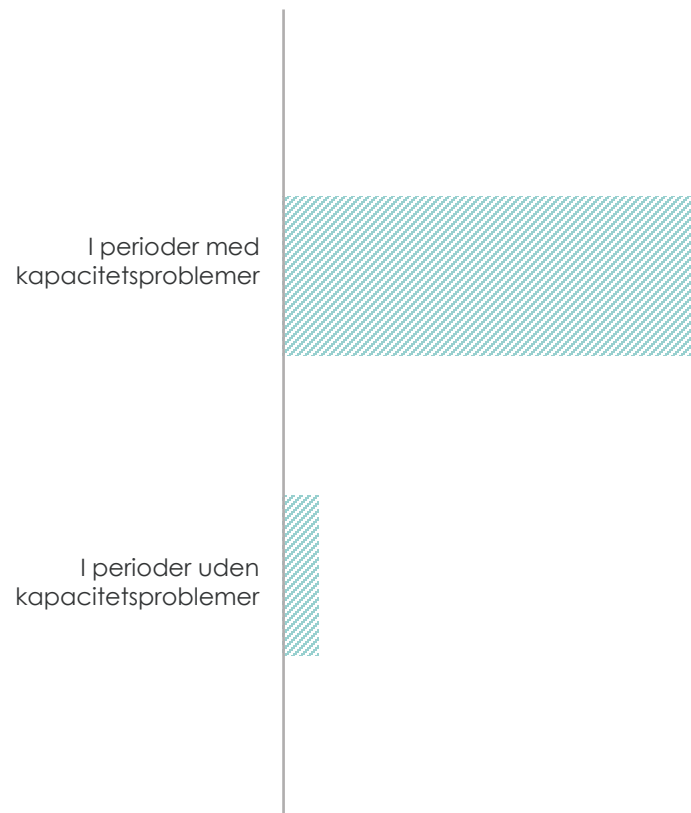 I perioder med
kapacitetsproblemer
I perioder uden
kapacitetsproblemer